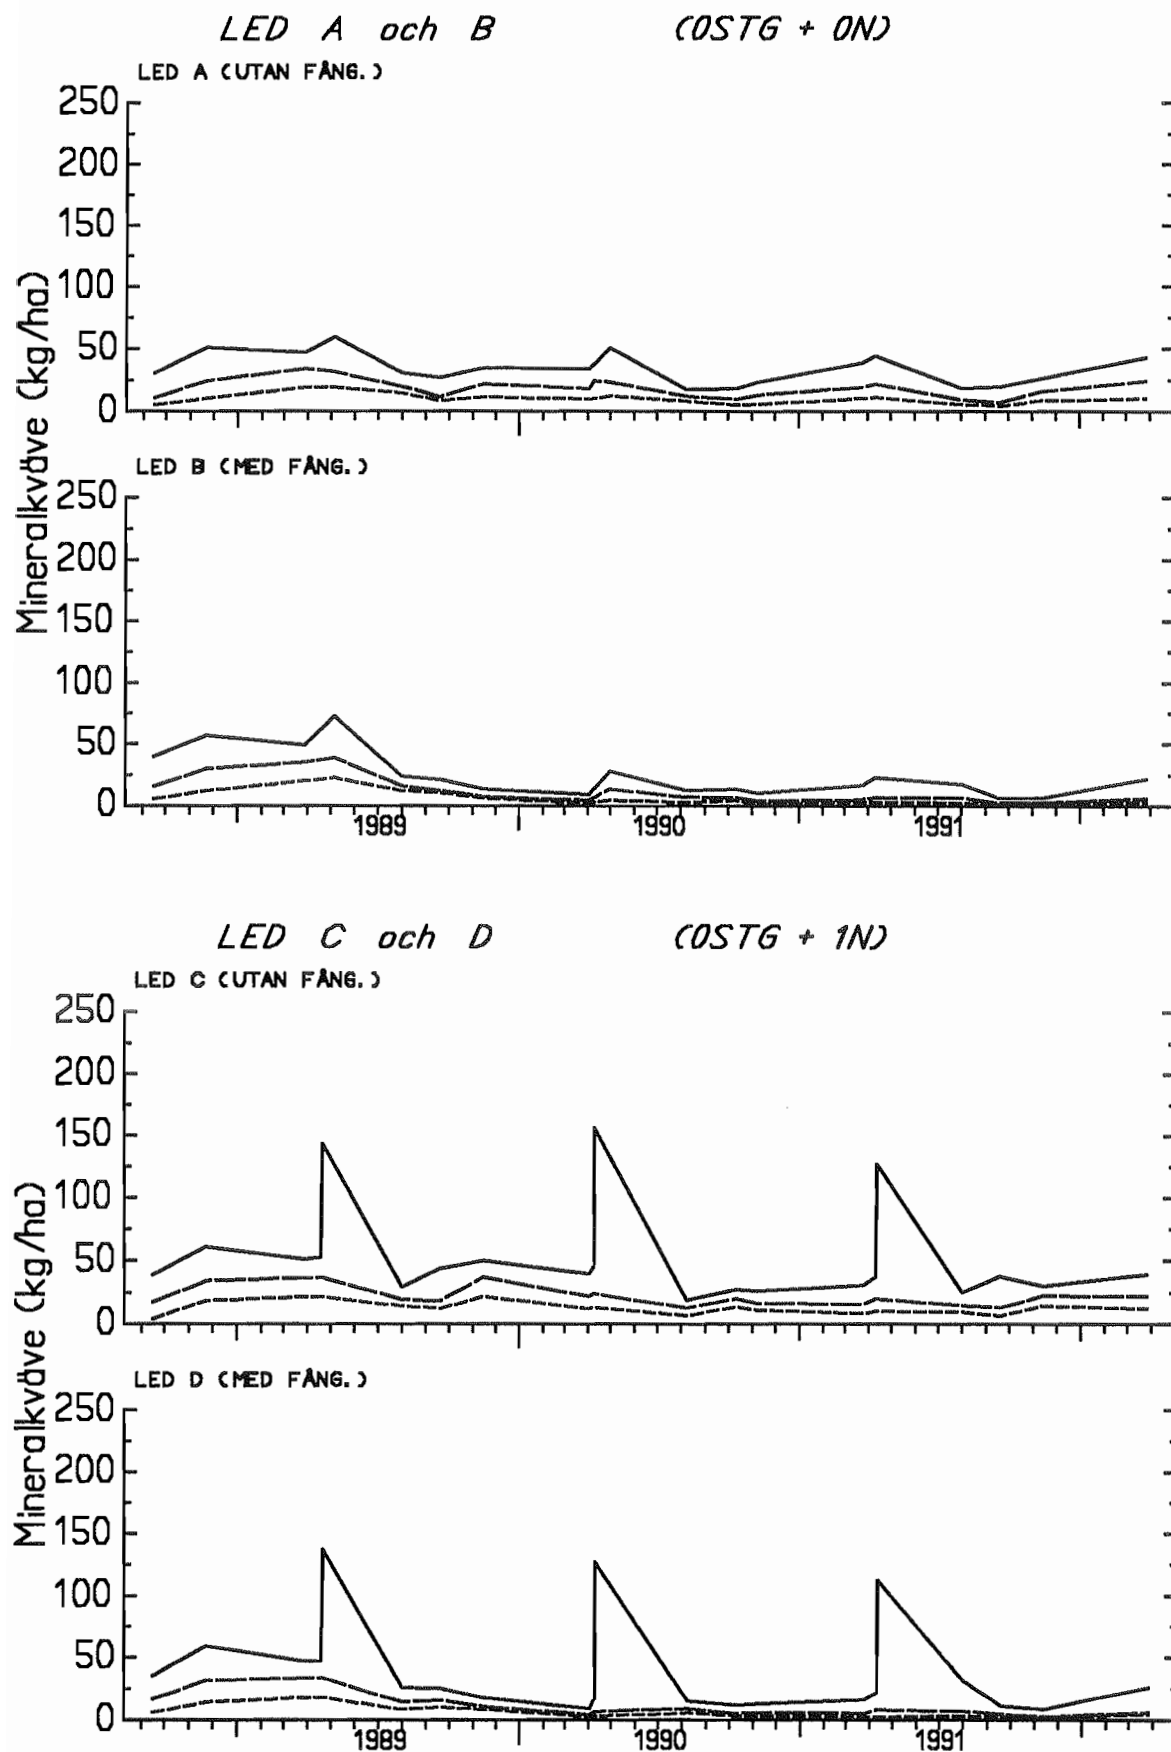 LED A och B (0STG + 0N)
LED A (UTAN FÅNG.)
250
200
150
100
50
0
Mineralkväve (kg/ha)
LED B (MED FÅNG.)
250
200
150
100
50
0
1989 1990 1991
LED C och D (0STG + 1N)
LED C (UTAN FÅNG.)
250
200
150
100
50
0
Mineralkväve (kg/ha)
LED D (MED FÅNG.)
250
200
150
100
50
0
1989 1990 1991